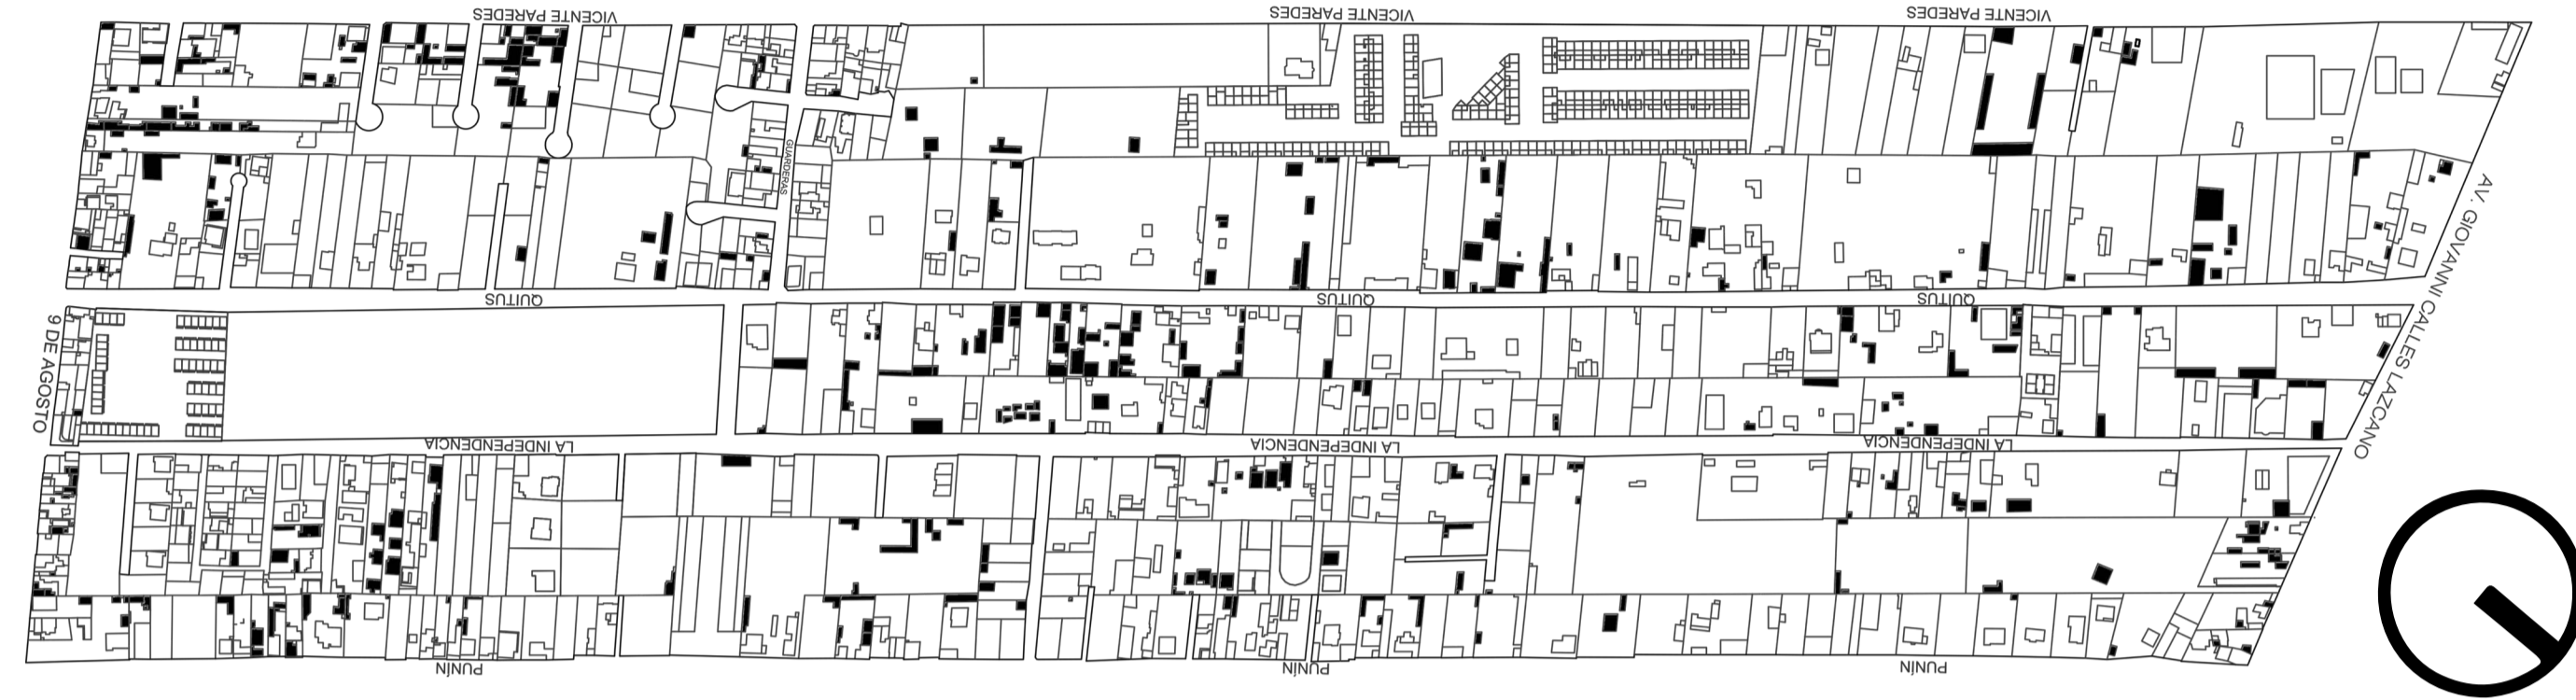 VICENTE PAREDES
VICENTE PAREDES
VICENTE PAREDES
GUARDERAS
AV. GIOVANNI CALLES LAZCANO
QUITUS
QUITUS
QUITUS
9 DE AGOSTO
LA INDEPENDENCIA
LA INDEPENDENCIA
LA INDEPENDENCIA
PUNÍN
PUNÍN
PUNÍN